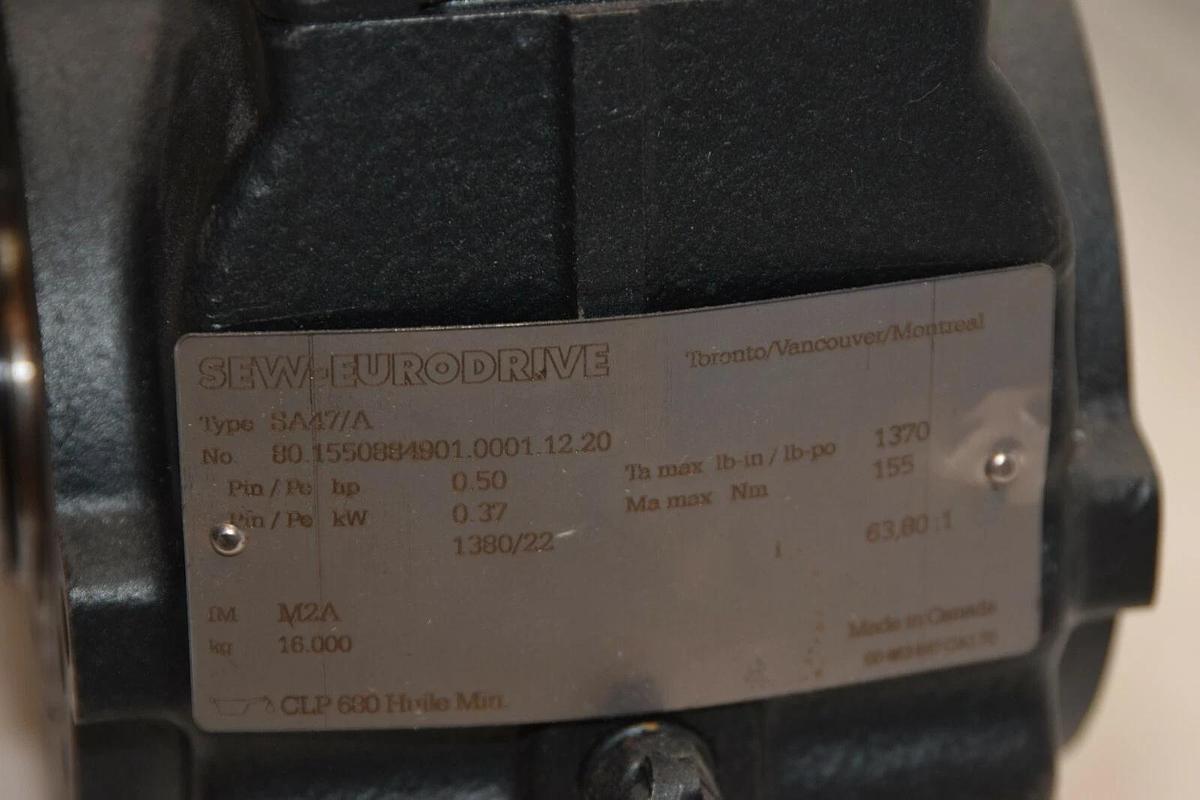 SEW-EURODRIVE
Toronto/Vancouver/Montreal
Type SA47/A
No. 80.1550884901.0001.12.20
Pin / Pe hp 0.50
Ta max lb-in / lb-po 1370
Pin / Pe kW 0.37
Ma max Nm 155
1380/22
i 63,80 :1
IM M2A
kg 16.000
Made in Canada
CLP 680 Huile Min.